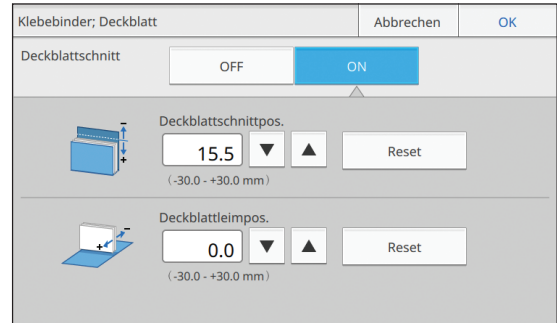 Klebebinder; Deckblatt Abbrechen OK
Deckblattschnitt OFF ON
Deckblattschnittpos.
15.5 ▼ ▲ Reset
(-30.0 - +30.0 mm)
Deckblattleimpos.
0.0 ▼ ▲ Reset
(-30.0 - +30.0 mm)